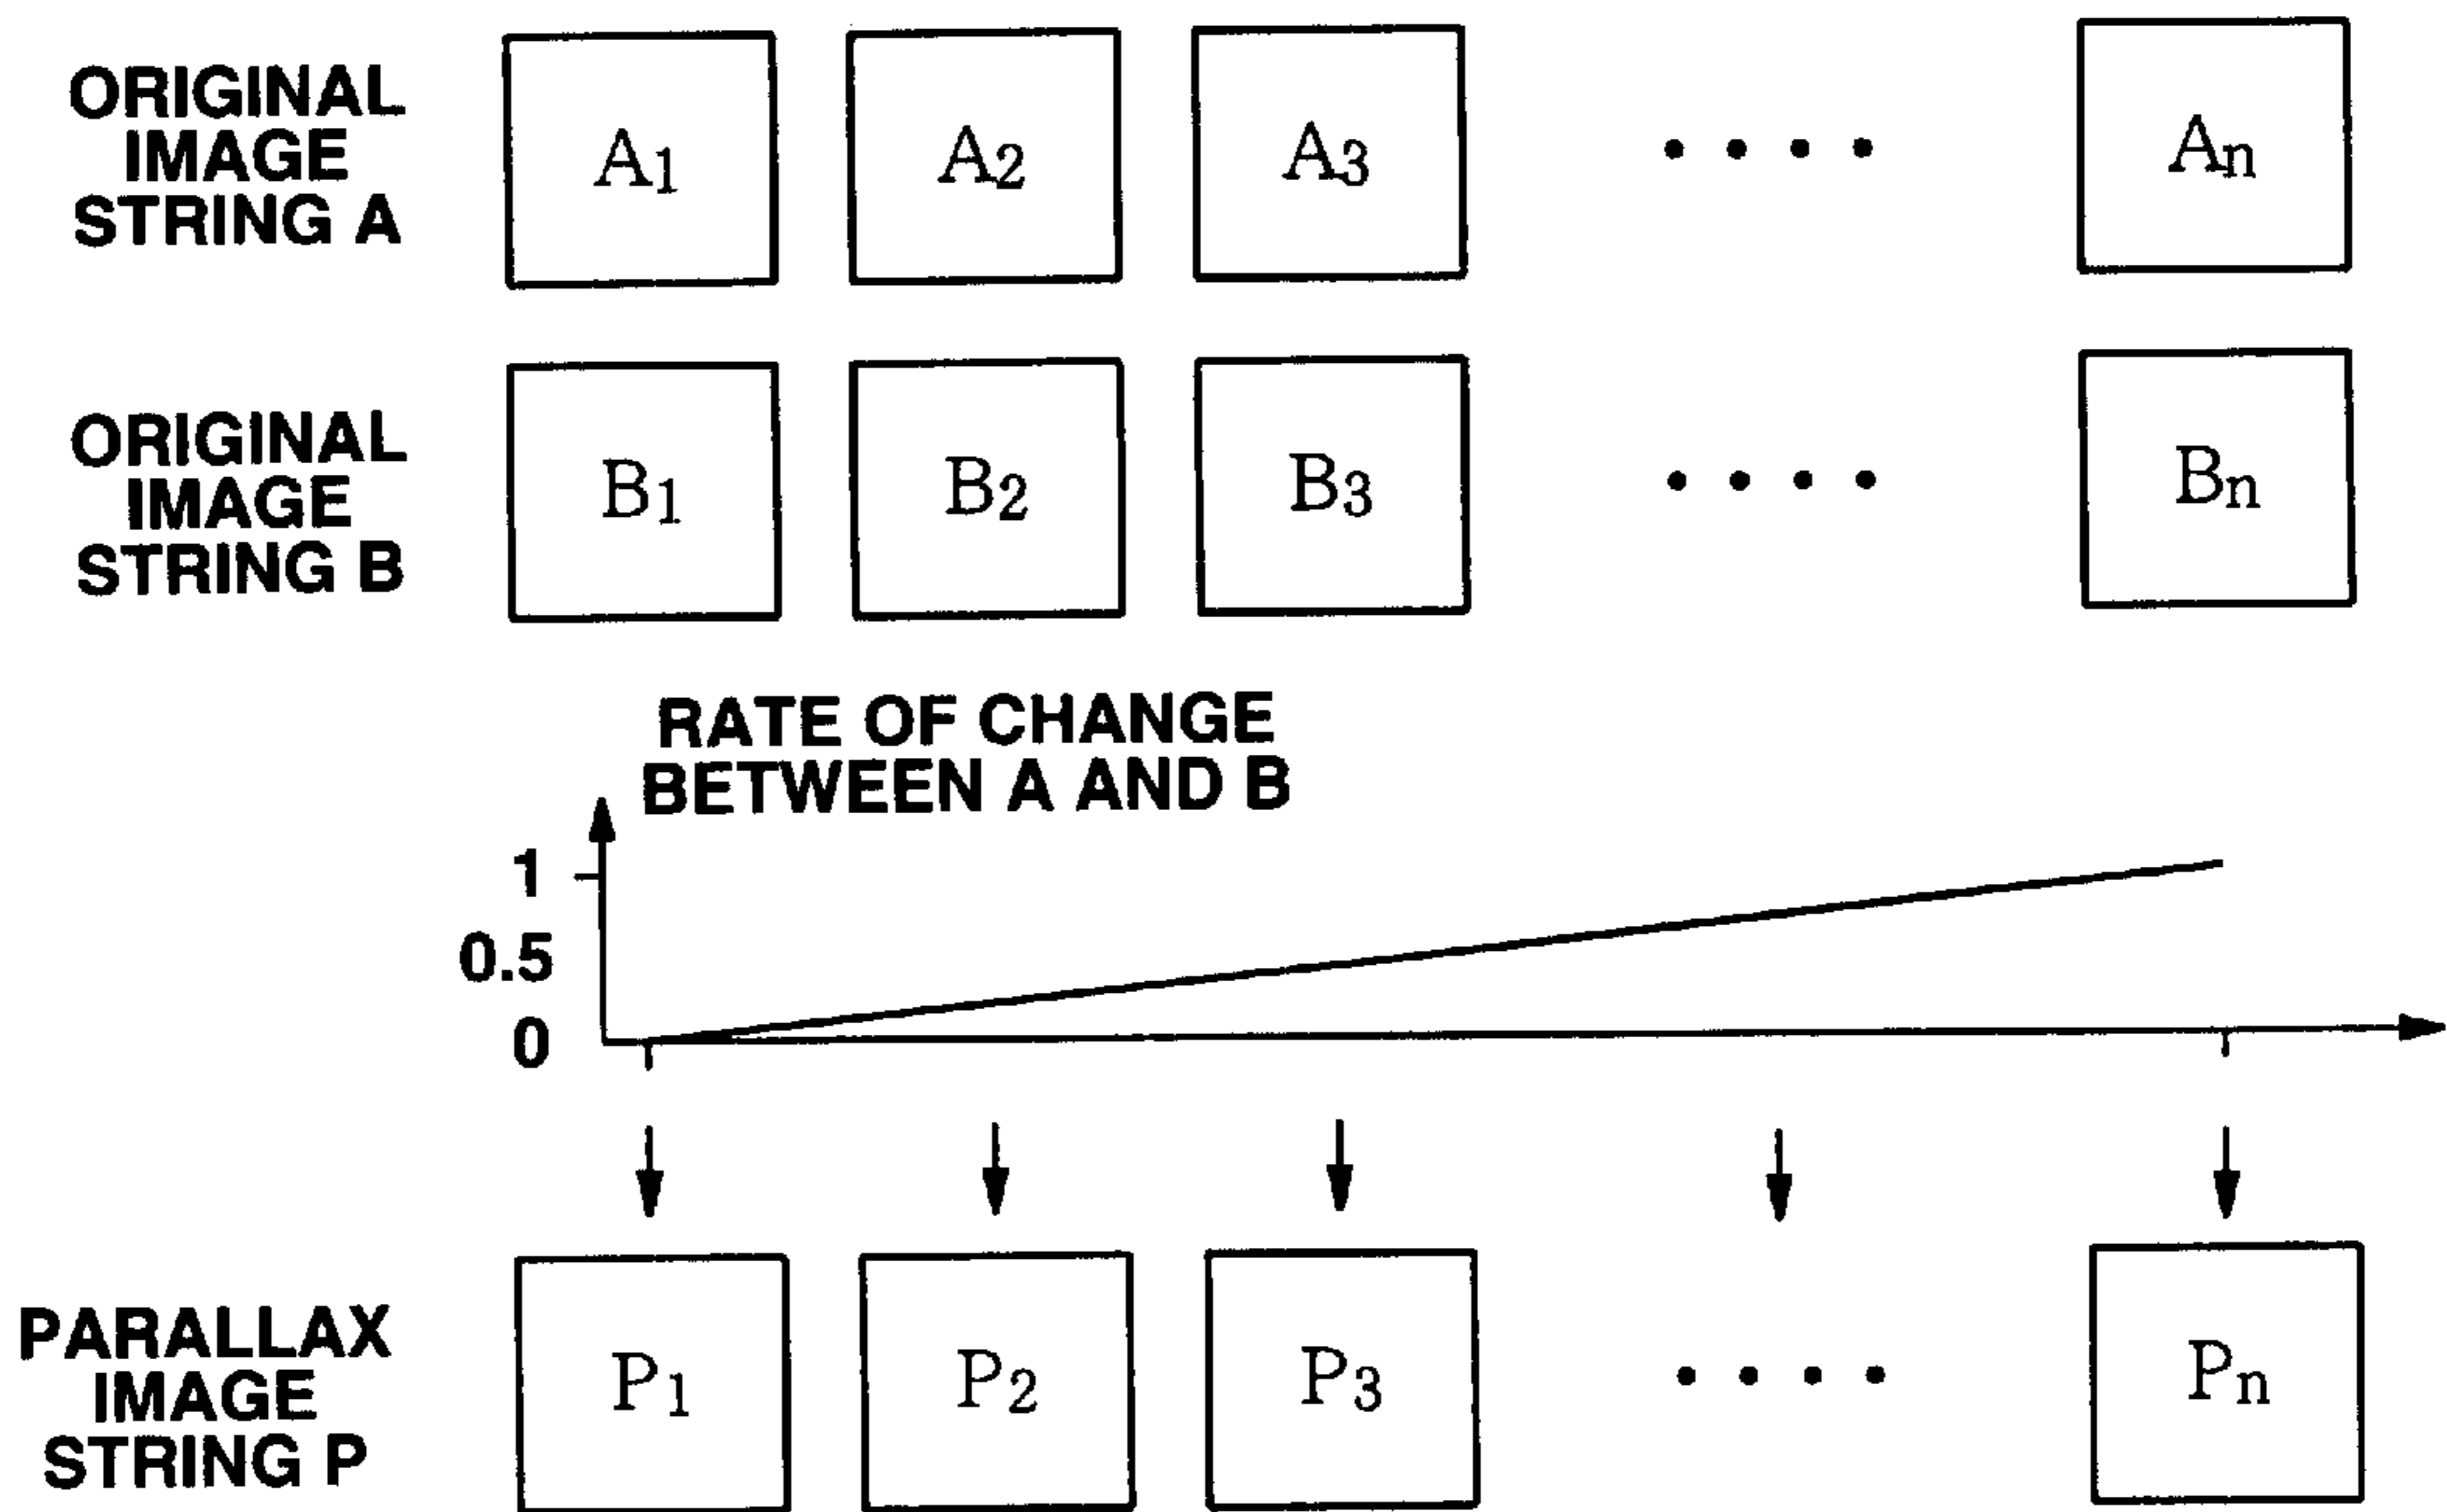 ORIGINAL
IMAGE
STRING A
A1 A2 A3 • • • • An
ORIGINAL
IMAGE
STRING B
B1 B2 B3 • • • • Bn
RATE OF CHANGE
BETWEEN A AND B
1
0.5
0
PARALLAX
IMAGE
STRING P
P1 P2 P3 • • • • Pn